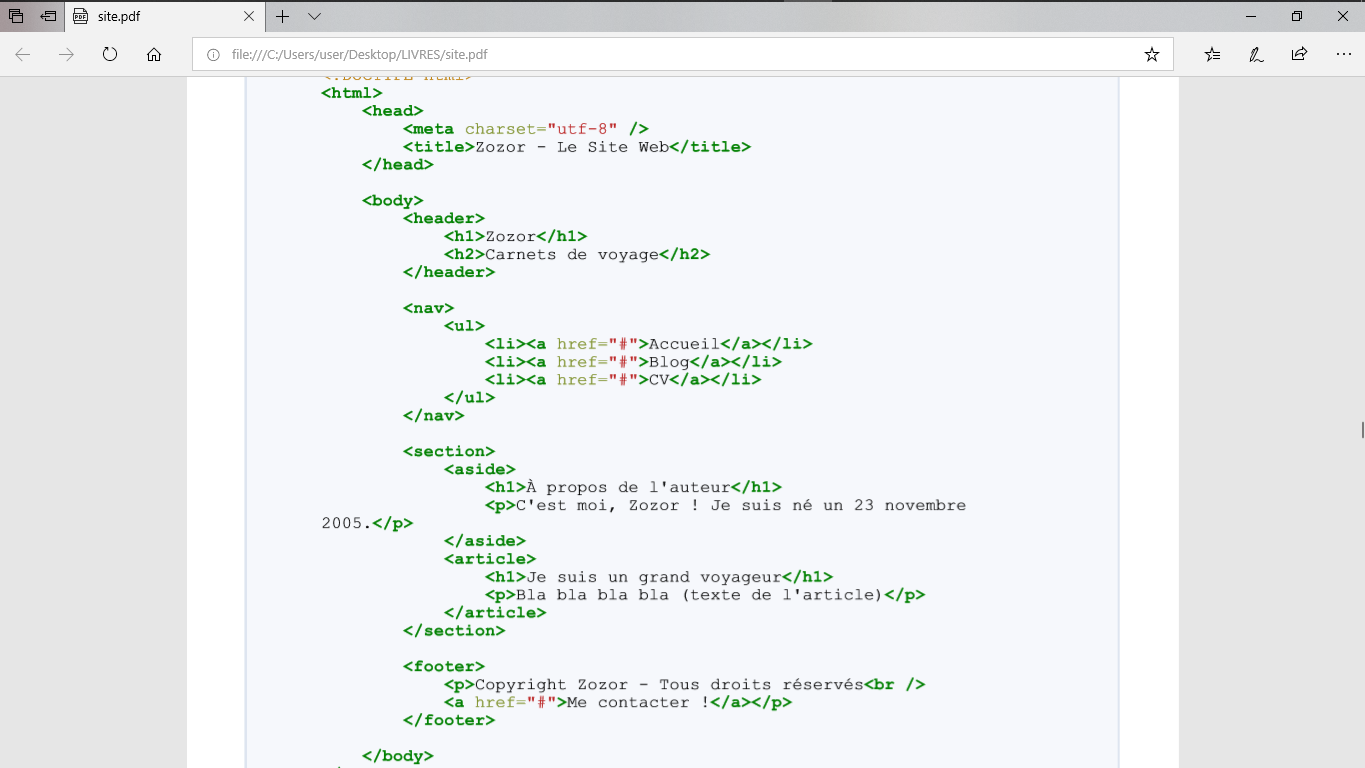 site.pdf
file:///C:/Users/user/Desktop/LIVRES/site.pdf
<!DOCTYPE html>
<html>
<head>
<meta charset="utf-8" />
<title>Zozor - Le Site Web</title>
</head>
<body>
<header>
<h1>Zozor</h1>
<h2>Carnets de voyage</h2>
</header>
<nav>
<ul>
<li><a href="#">Accueil</a></li>
<li><a href="#">Blog</a></li>
<li><a href="#">CV</a></li>
</ul>
</nav>
<section>
<aside>
<h1>À propos de l'auteur</h1>
<p>C'est moi, Zozor ! Je suis né un 23 novembre
2005.</p>
</aside>
<article>
<h1>Je suis un grand voyageur</h1>
<p>Bla bla bla bla (texte de l'article)</p>
</article>
</section>
<footer>
<p>Copyright Zozor - Tous droits réservés<br />
<a href="#">Me contacter !</a></p>
</footer>
</body>